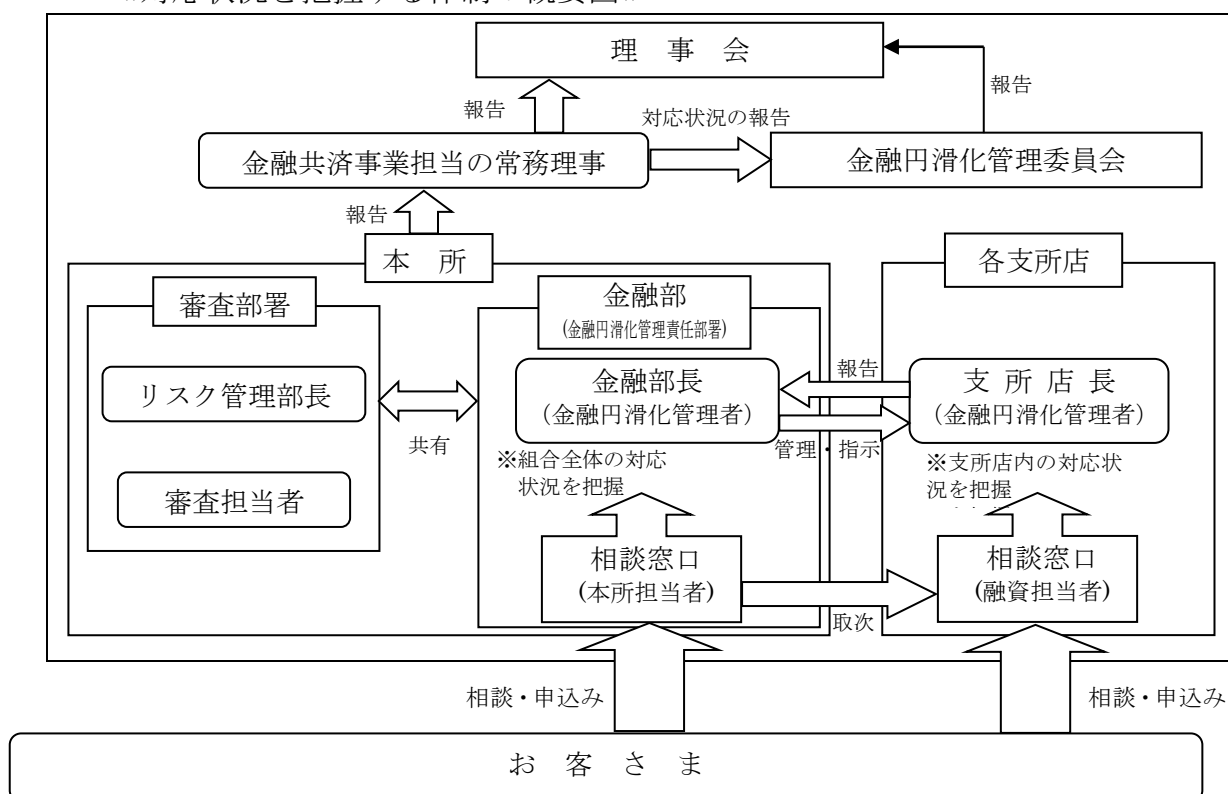 理 事 会
報告
報告
対応状況の報告
金融共済事業担当の常務理事
金融円滑化管理委員会
報告
本 所
各支所店
審査部署
金融部
(金融円滑化管理責任部署)
リスク管理部長
金融部長
(金融円滑化管理者)
報告
支 所 店 長
(金融円滑化管理者)
共有
管理・指示
※組合全体の対応
状況を把握
※支所店内の対応状
況を把握
審査担当者
相談窓口
(本所担当者)
相談窓口
(融資担当者)
取次
相談・申込み
相談・申込み
お 客 さ ま